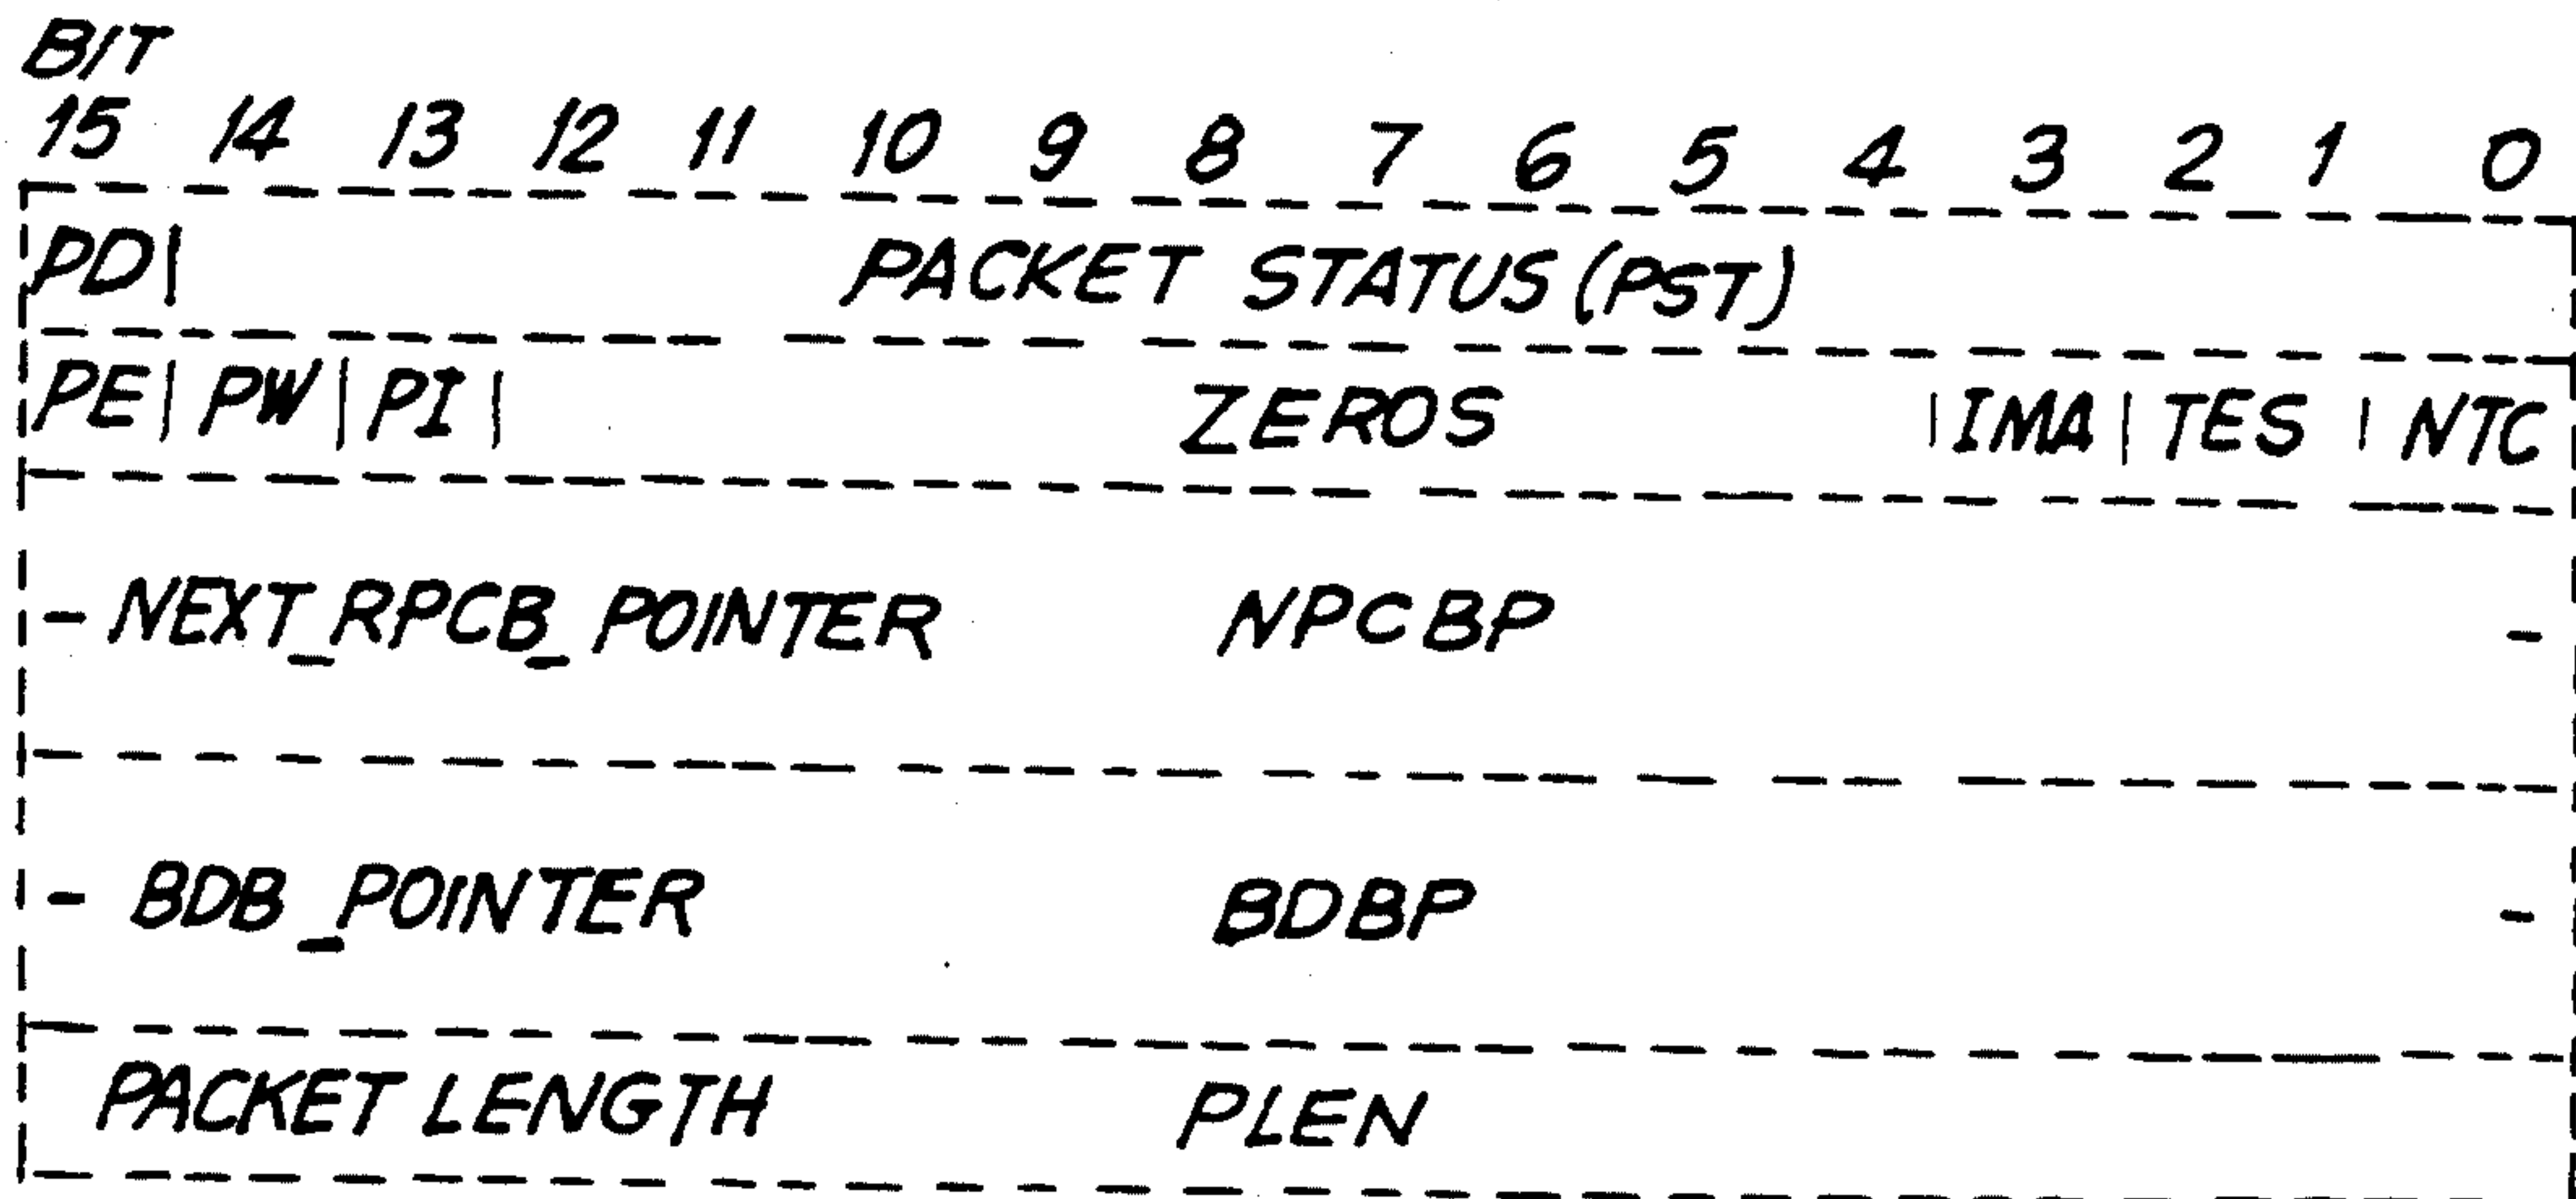 BIT
15 14 13 12 11 10 9 8 7 6 5 4 3 2 1 0
PD| PACKET STATUS (PST)
PE| PW| PI| ZEROS |IMA| TES | NTC
- NEXT_RPCB_POINTER NPCBP -
- BDB_POINTER BDBP -
PACKET LENGTH PLEN